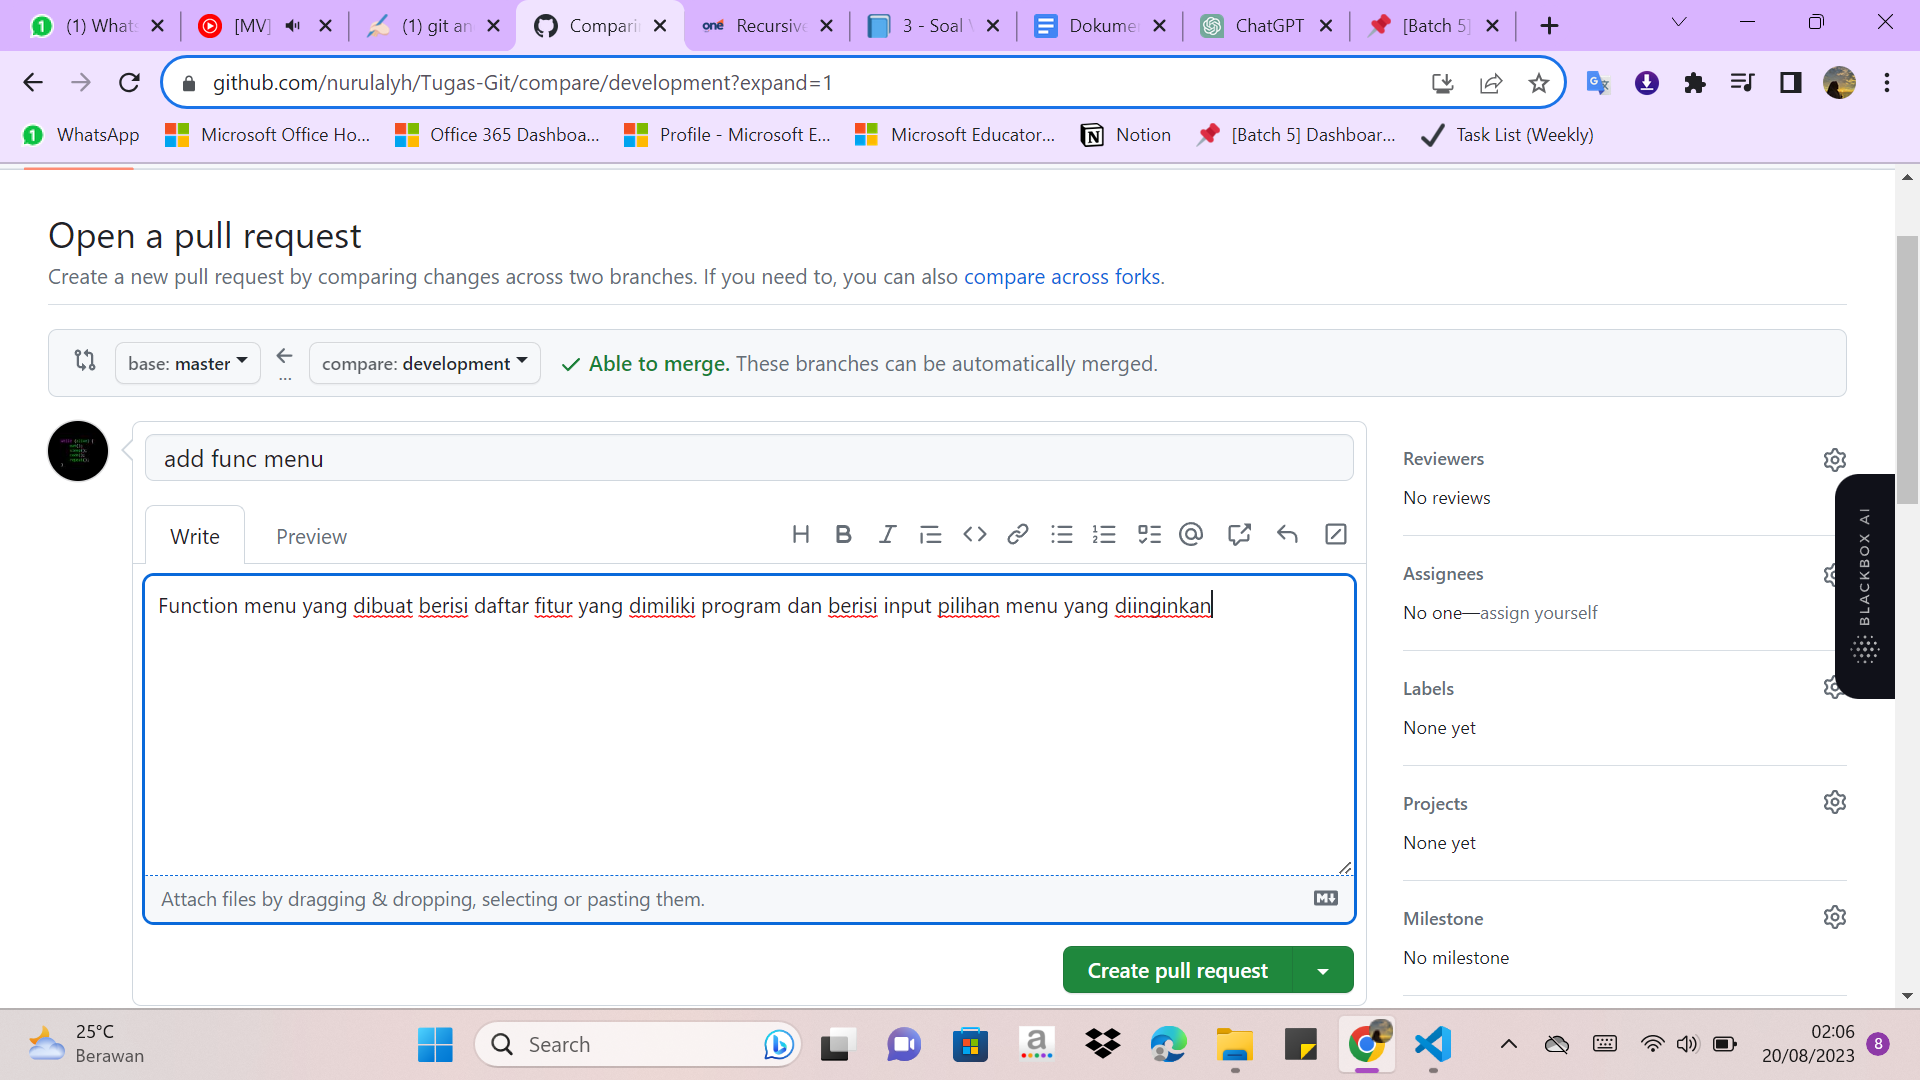 (1) Whats
[MV]
(1) git an
Compari
one Recursive
3 - Soal
Dokume
ChatGPT
[Batch 5]
github.com/nurulalyh/Tugas-Git/compare/development?expand=1
WhatsApp
Microsoft Office Ho...
Office 365 Dashboa...
Profile - Microsoft E...
Microsoft Educator...
Notion
[Batch 5] Dashboar...
Task List (Weekly)
Open a pull request
Create a new pull request by comparing changes across two branches. If you need to, you can also compare across forks.
base: master
...
compare: development
Able to merge. These branches can be automatically merged.
add func menu
Write
Preview
Function menu yang dibuat berisi daftar fitur yang dimiliki program dan berisi input pilihan menu yang diinginkan
Attach files by dragging & dropping, selecting or pasting them.
Create pull request
Reviewers
No reviews
Assignees
No one—assign yourself
Labels
None yet
Projects
None yet
Milestone
No milestone
BLACKBOX AI
25°C
Berawan
Search
02:06
20/08/2023
8